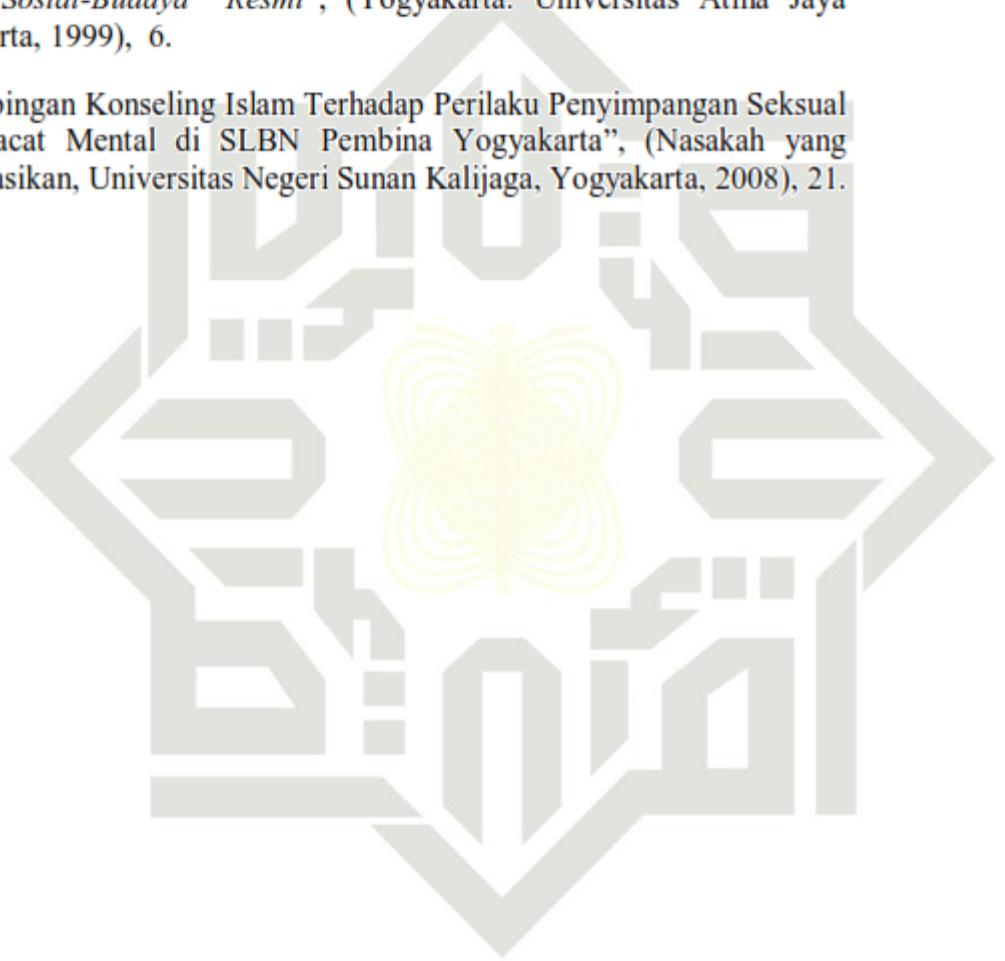 Sosial-Budaya "Resmi", (Yogyakarta: Universitas Atma Jaya
rta, 1999), 6.
bingan Konseling Islam Terhadap Perilaku Penyimpangan Seksual
acat Mental di SLBN Pembina Yogyakarta”, (Nasakah yang
asikan, Universitas Negeri Sunan Kalijaga, Yogyakarta, 2008), 21.